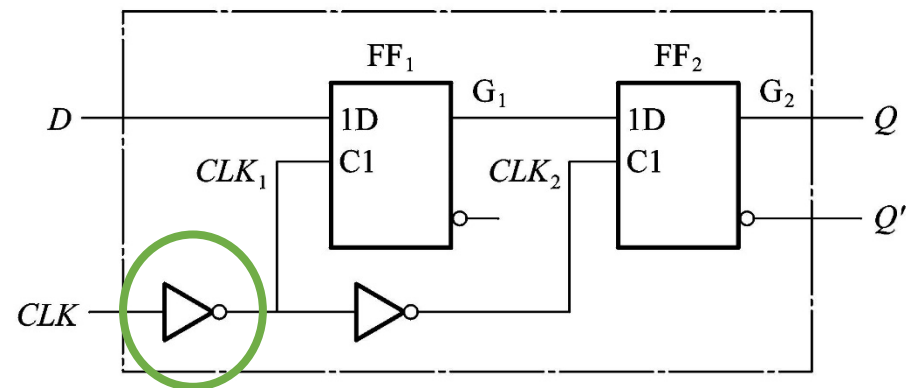 FF₁ FF₂
G₁ G₂
D 1D 1D Q
CLK₁ C1 CLK₂ C1
Q′
CLK